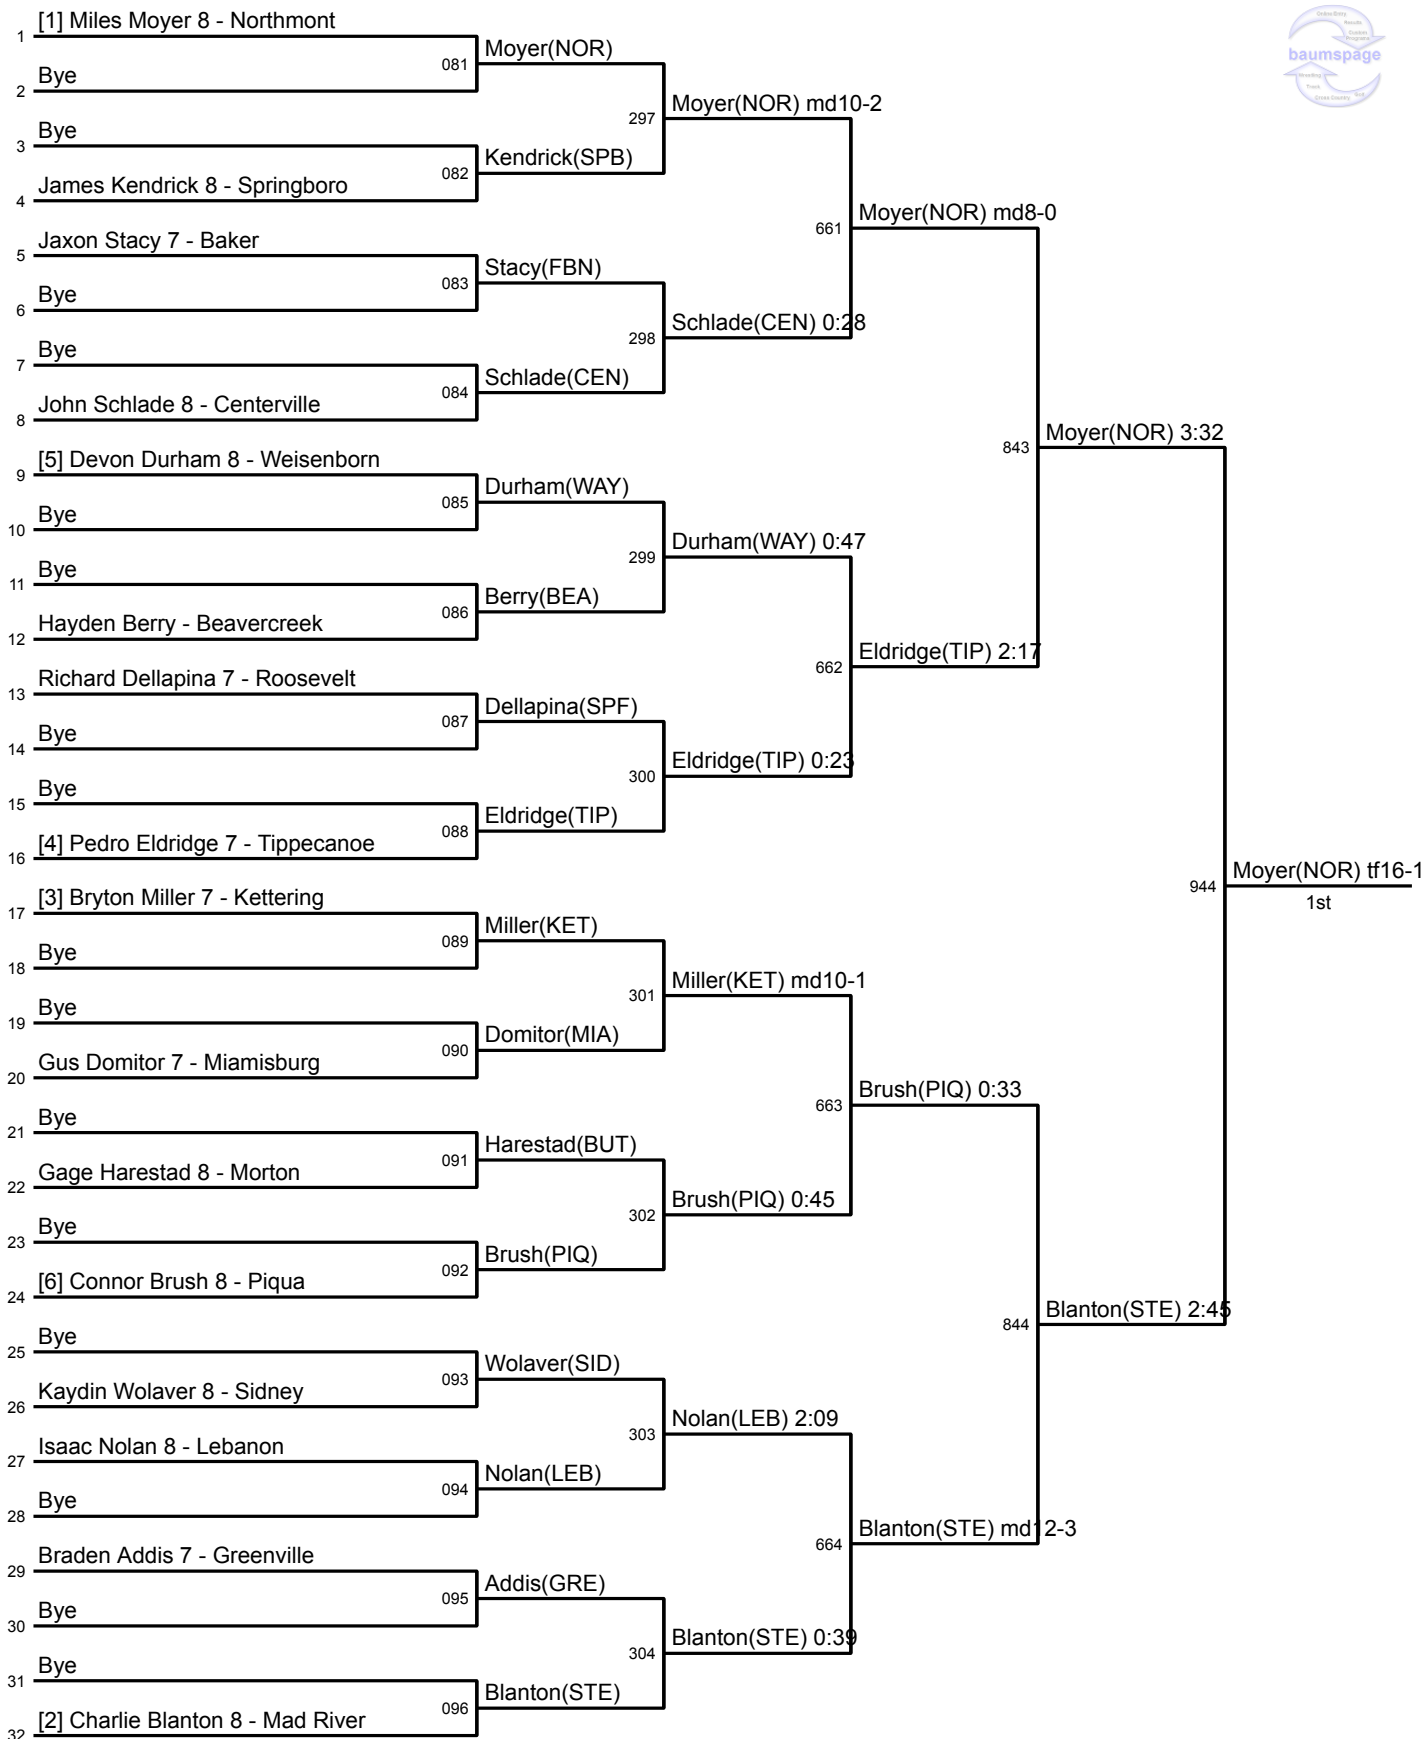 [1] Miles Moyer 8 - Northmont
1
Bye
2
081
Moyer(NOR)
Bye
3
James Kendrick 8 - Springboro
4
082
Kendrick(SPB)
297
Moyer(NOR) md10-2
Jaxon Stacy 7 - Baker
5
Bye
6
083
Stacy(FBN)
Bye
7
John Schlade 8 - Centerville
8
084
Schlade(CEN)
298
Schlade(CEN) 0:28
661
Moyer(NOR) md8-0
[5] Devon Durham 8 - Weisenborn
9
Bye
10
085
Durham(WAY)
Bye
11
Hayden Berry - Beavercreek
12
086
Berry(BEA)
299
Durham(WAY) 0:47
Richard Dellapina 7 - Roosevelt
13
Bye
14
087
Dellapina(SPF)
Bye
15
[4] Pedro Eldridge 7 - Tippecanoe
16
088
Eldridge(TIP)
300
Eldridge(TIP) 0:23
662
Eldridge(TIP) 2:17
843
Moyer(NOR) 3:32
[3] Bryton Miller 7 - Kettering
17
Bye
18
089
Miller(KET)
Bye
19
Gus Domitor 7 - Miamisburg
20
090
Domitor(MIA)
301
Miller(KET) md10-1
Bye
21
Gage Harestad 8 - Morton
22
091
Harestad(BUT)
Bye
23
[6] Connor Brush 8 - Piqua
24
092
Brush(PIQ)
302
Brush(PIQ) 0:45
663
Brush(PIQ) 0:33
Bye
25
Kaydin Wolaver 8 - Sidney
26
093
Wolaver(SID)
Isaac Nolan 8 - Lebanon
27
Bye
28
094
Nolan(LEB)
303
Nolan(LEB) 2:09
Braden Addis 7 - Greenville
29
Bye
30
095
Addis(GRE)
Bye
31
[2] Charlie Blanton 8 - Mad River
32
096
Blanton(STE)
304
Blanton(STE) 0:39
664
Blanton(STE) md12-3
844
Blanton(STE) 2:45
944
Moyer(NOR) tf16-1
1st
Online Entry
Results
Custom
Programs
baumspage
Wrestling
Track
Cross Country
Golf